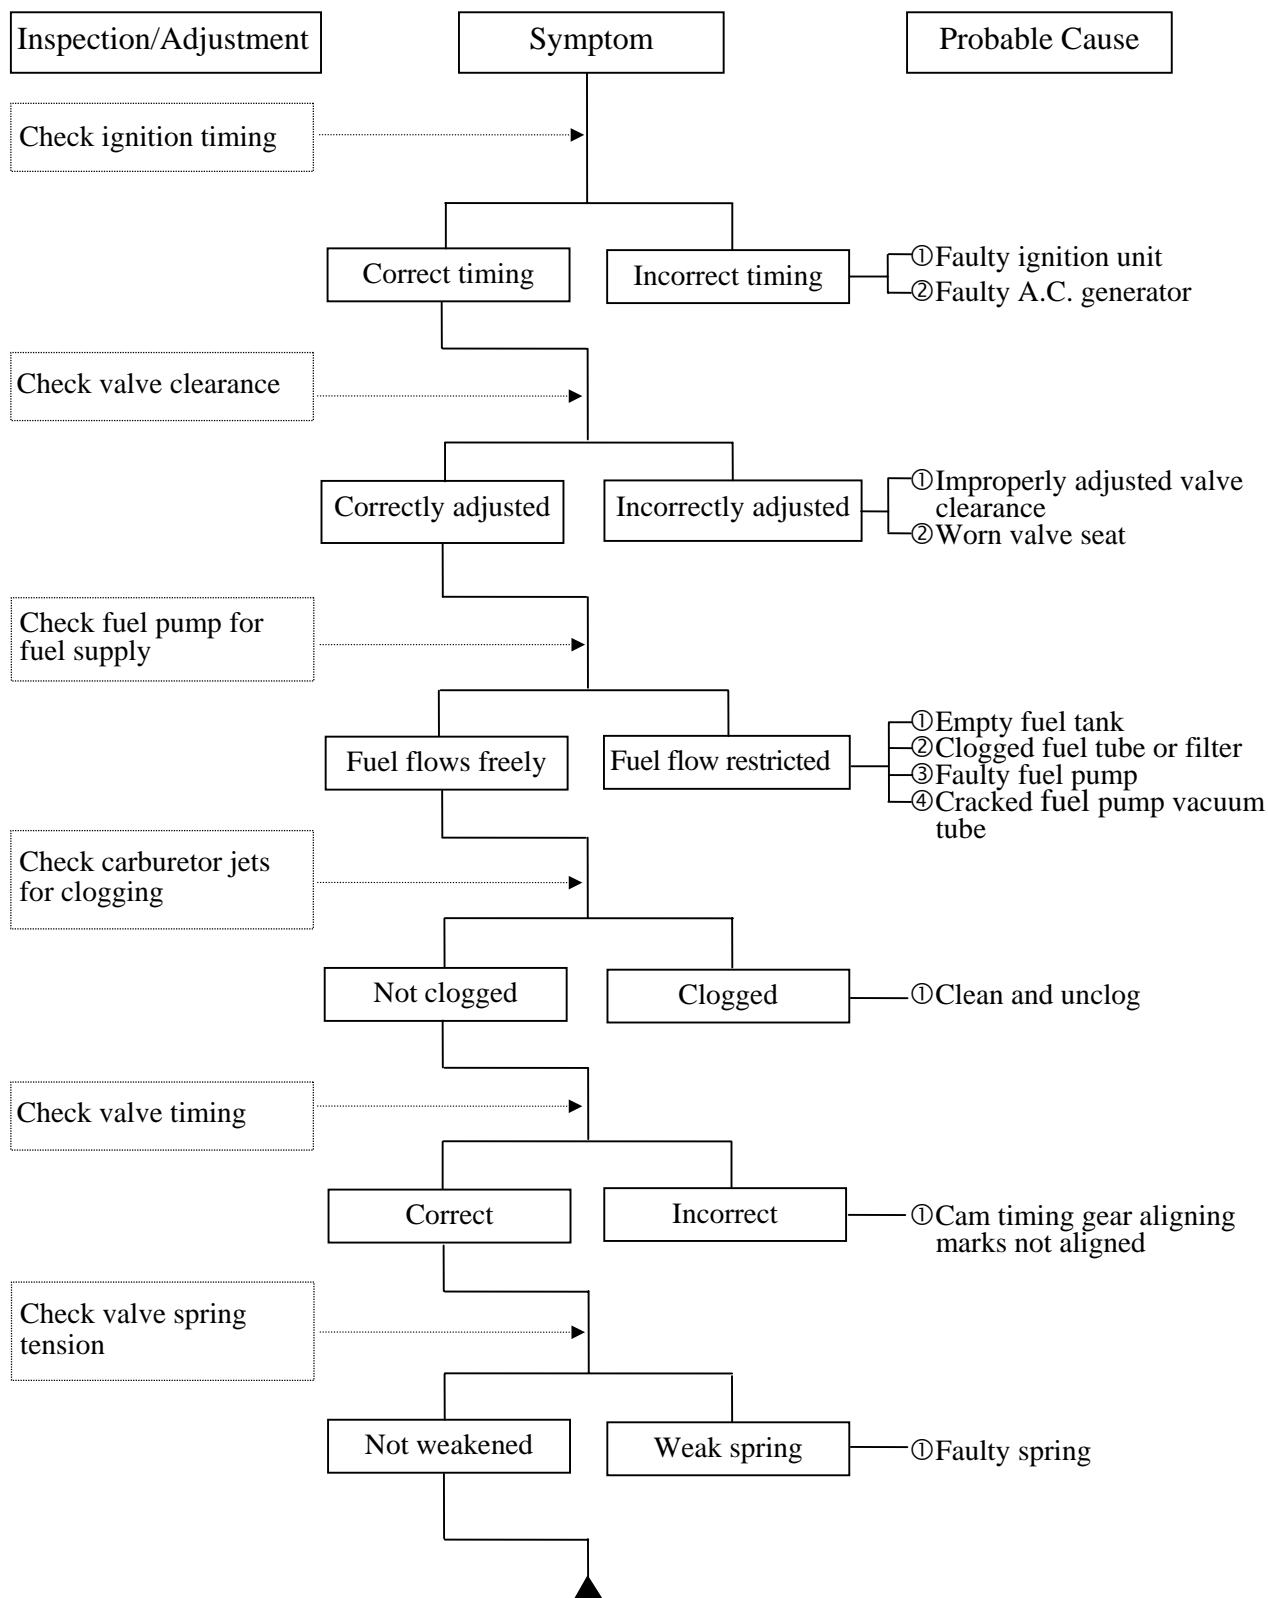 Inspection/Adjustment
Symptom
Probable Cause
Check ignition timing
Correct timing
Incorrect timing
①Faulty ignition unit
②Faulty A.C. generator
Check valve clearance
Correctly adjusted
Incorrectly adjusted
①Improperly adjusted valve
clearance
②Worn valve seat
Check fuel pump for
fuel supply
Fuel flows freely
Fuel flow restricted
①Empty fuel tank
②Clogged fuel tube or filter
③Faulty fuel pump
④Cracked fuel pump vacuum
tube
Check carburetor jets
for clogging
Not clogged
Clogged
①Clean and unclog
Check valve timing
Correct
Incorrect
①Cam timing gear aligning
marks not aligned
Check valve spring
tension
Not weakened
Weak spring
①Faulty spring